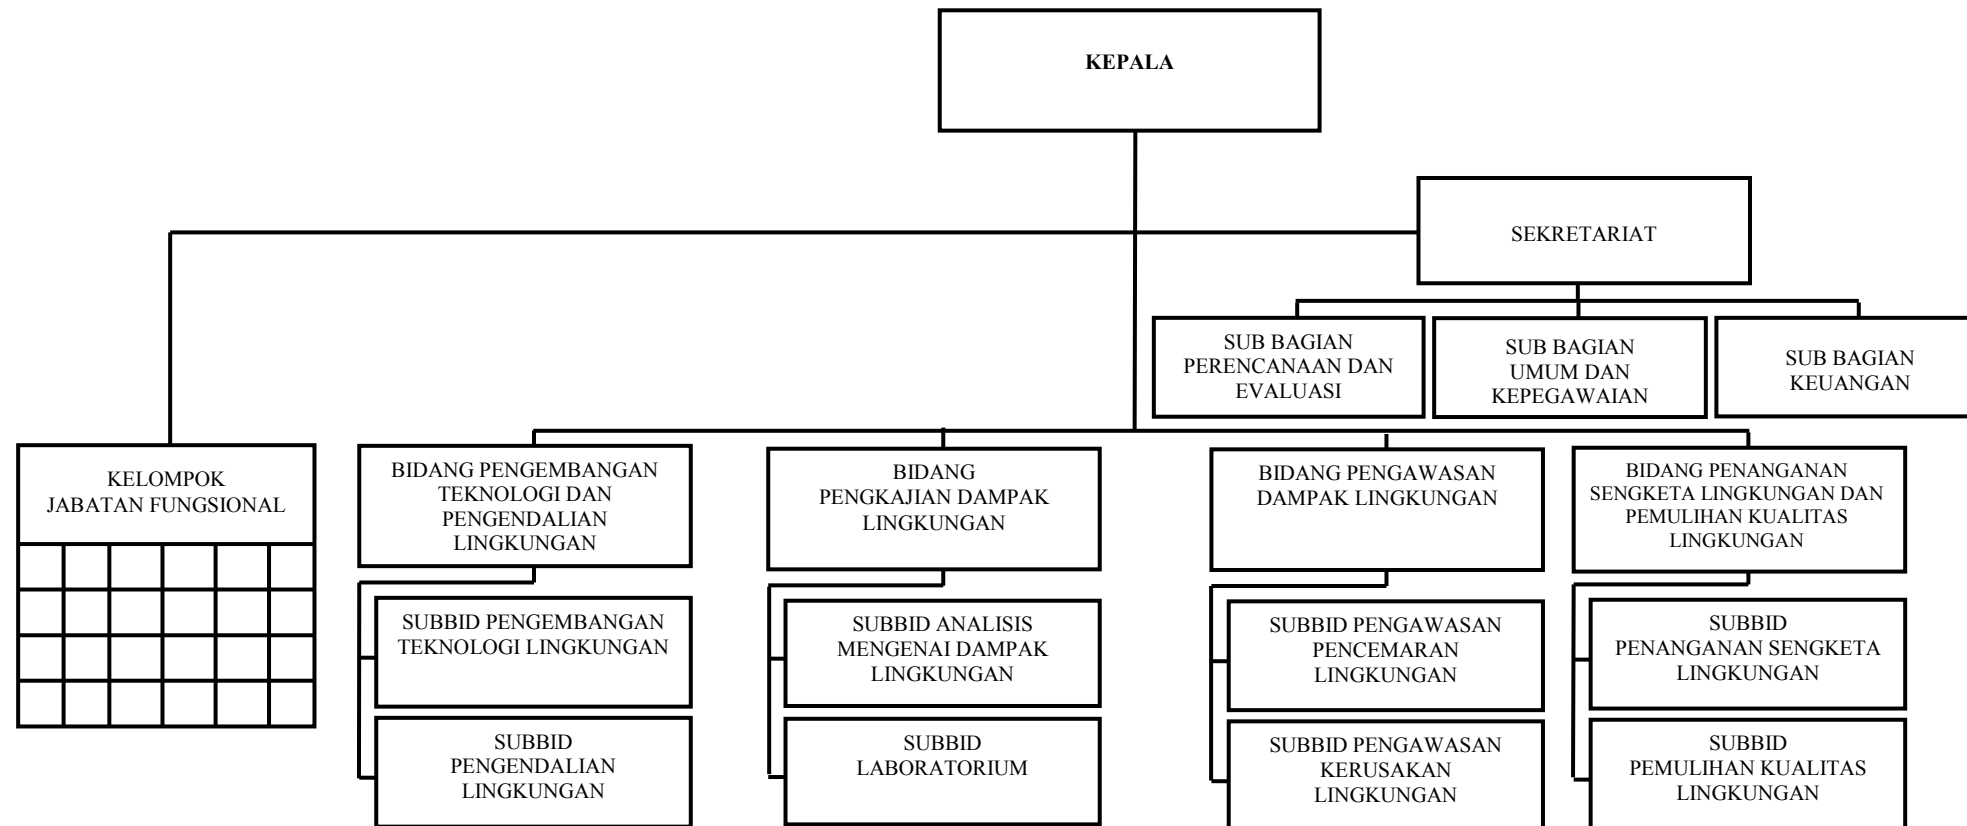 KEPALA
SEKRETARIAT
SUB BAGIAN
PERENCANAAN DAN
EVALUASI
SUB BAGIAN
UMUM DAN
KEPEGAWAIAN
SUB BAGIAN
KEUANGAN
KELOMPOK
JABATAN FUNGSIONAL
BIDANG PENGEMBANGAN
TEKNOLOGI DAN
PENGENDALIAN
LINGKUNGAN
BIDANG
PENGKAJIAN DAMPAK
LINGKUNGAN
BIDANG PENGAWASAN
DAMPAK LINGKUNGAN
BIDANG PENANGANAN
SENGKETA LINGKUNGAN DAN
PEMULIHAN KUALITAS
LINGKUNGAN
SUBBID PENGEMBANGAN
TEKNOLOGI LINGKUNGAN
SUBBID ANALISIS
MENGENAI DAMPAK
LINGKUNGAN
SUBBID PENGAWASAN
PENCEMARAN
LINGKUNGAN
SUBBID
PENANGANAN SENGKETA
LINGKUNGAN
SUBBID
PENGENDALIAN
LINGKUNGAN
SUBBID
LABORATORIUM
SUBBID PENGAWASAN
KERUSAKAN
LINGKUNGAN
SUBBID
PEMULIHAN KUALITAS
LINGKUNGAN